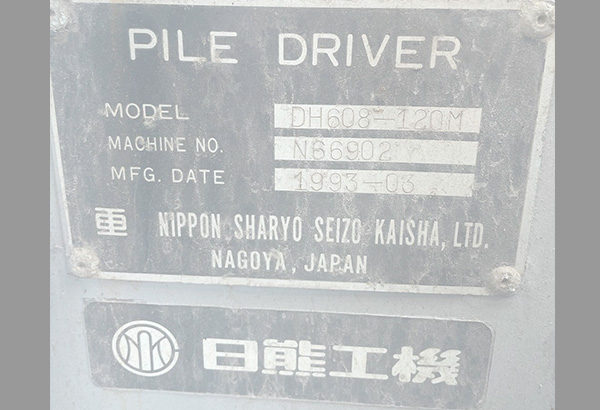 PILE DRIVER
MODEL DH608-120M
MACHINE NO. N66902
MFG. DATE 1993-03
車 NIPPON SHARYO SEIZO KAISHA, LTD.
NAGOYA, JAPAN
日熊工機